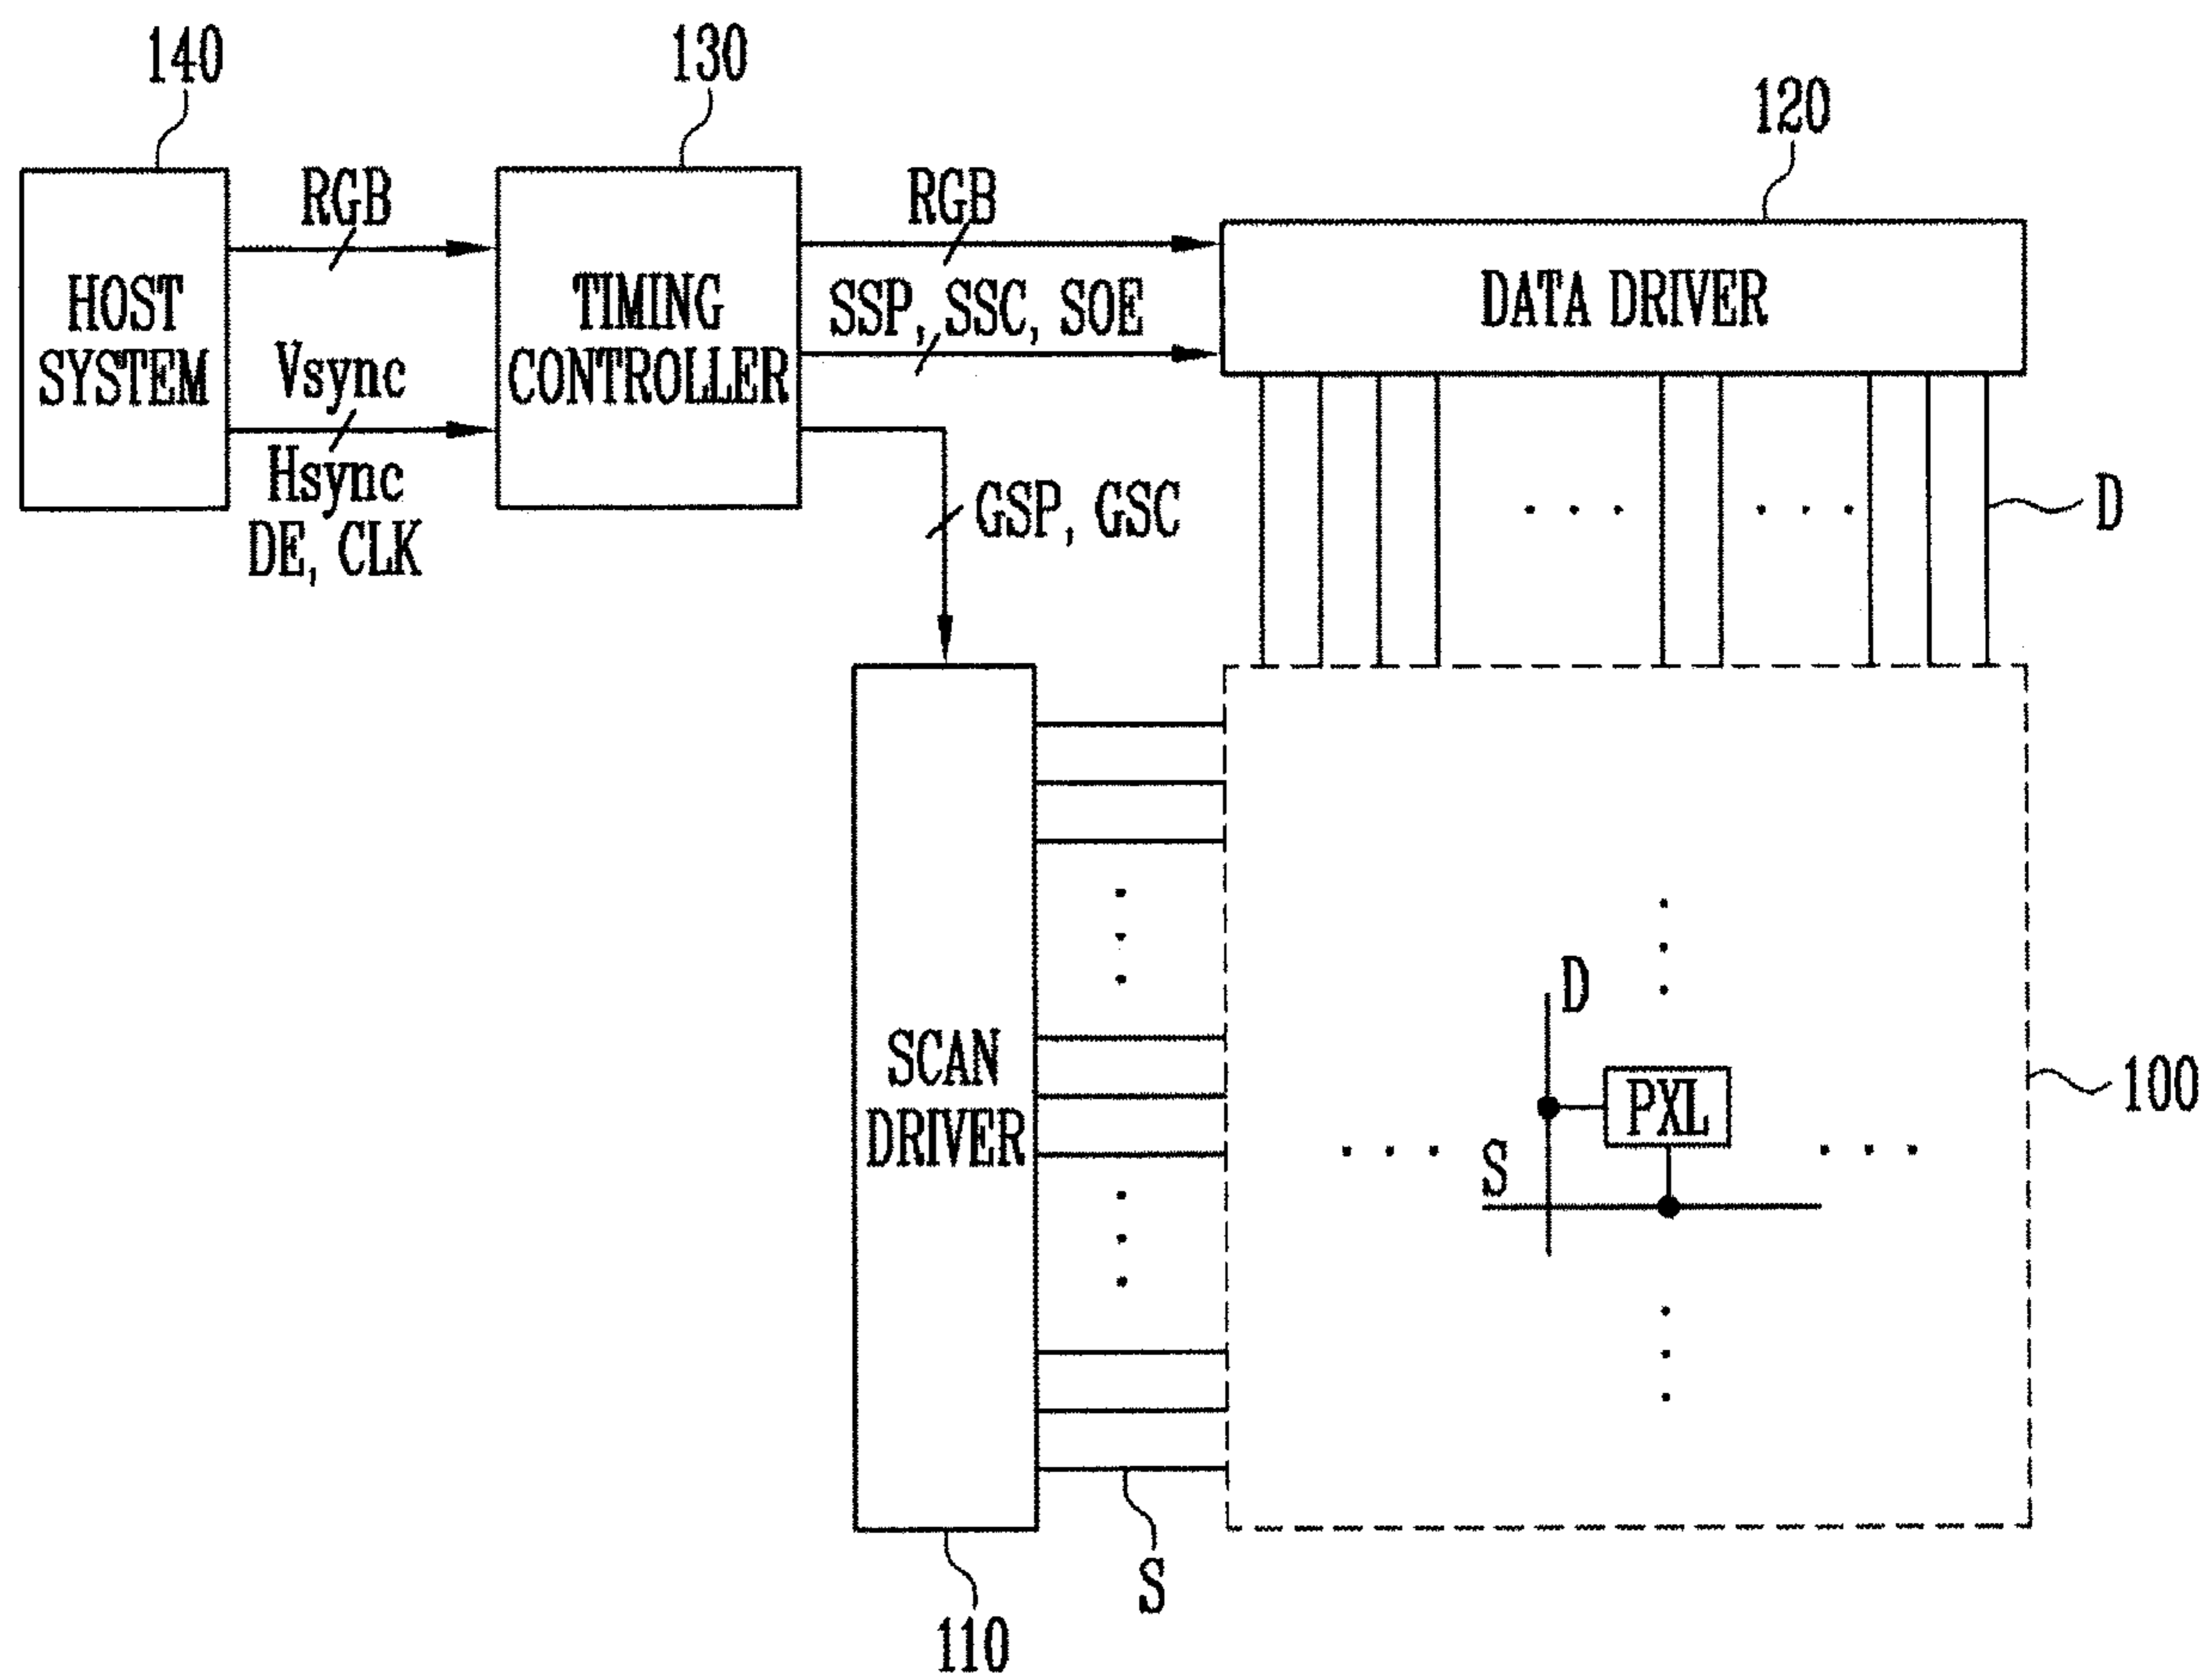 140
130
120
HOST
SYSTEM
RGB
Vsync
Hsync
DE, CLK
TIMING
CONTROLLER
RGB
SSP, SSC, SOE
GSP, GSC
DATA DRIVER
D
SCAN
DRIVER
D
PXL
S
100
S
110